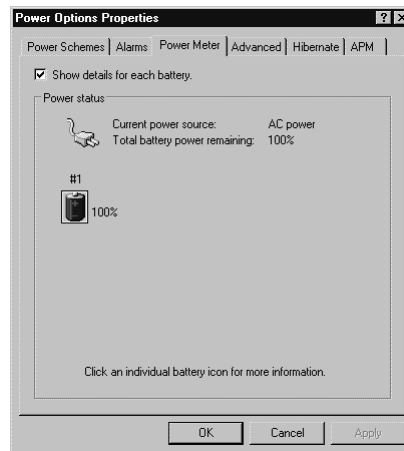 Power Options Properties
Power Schemes Alarms Power Meter Advanced Hibernate APM
Show details for each battery.
Power status
Current power source: AC power
Total battery power remaining: 100%
#1
100%
Click an individual battery icon for more information.
OK Cancel Apply